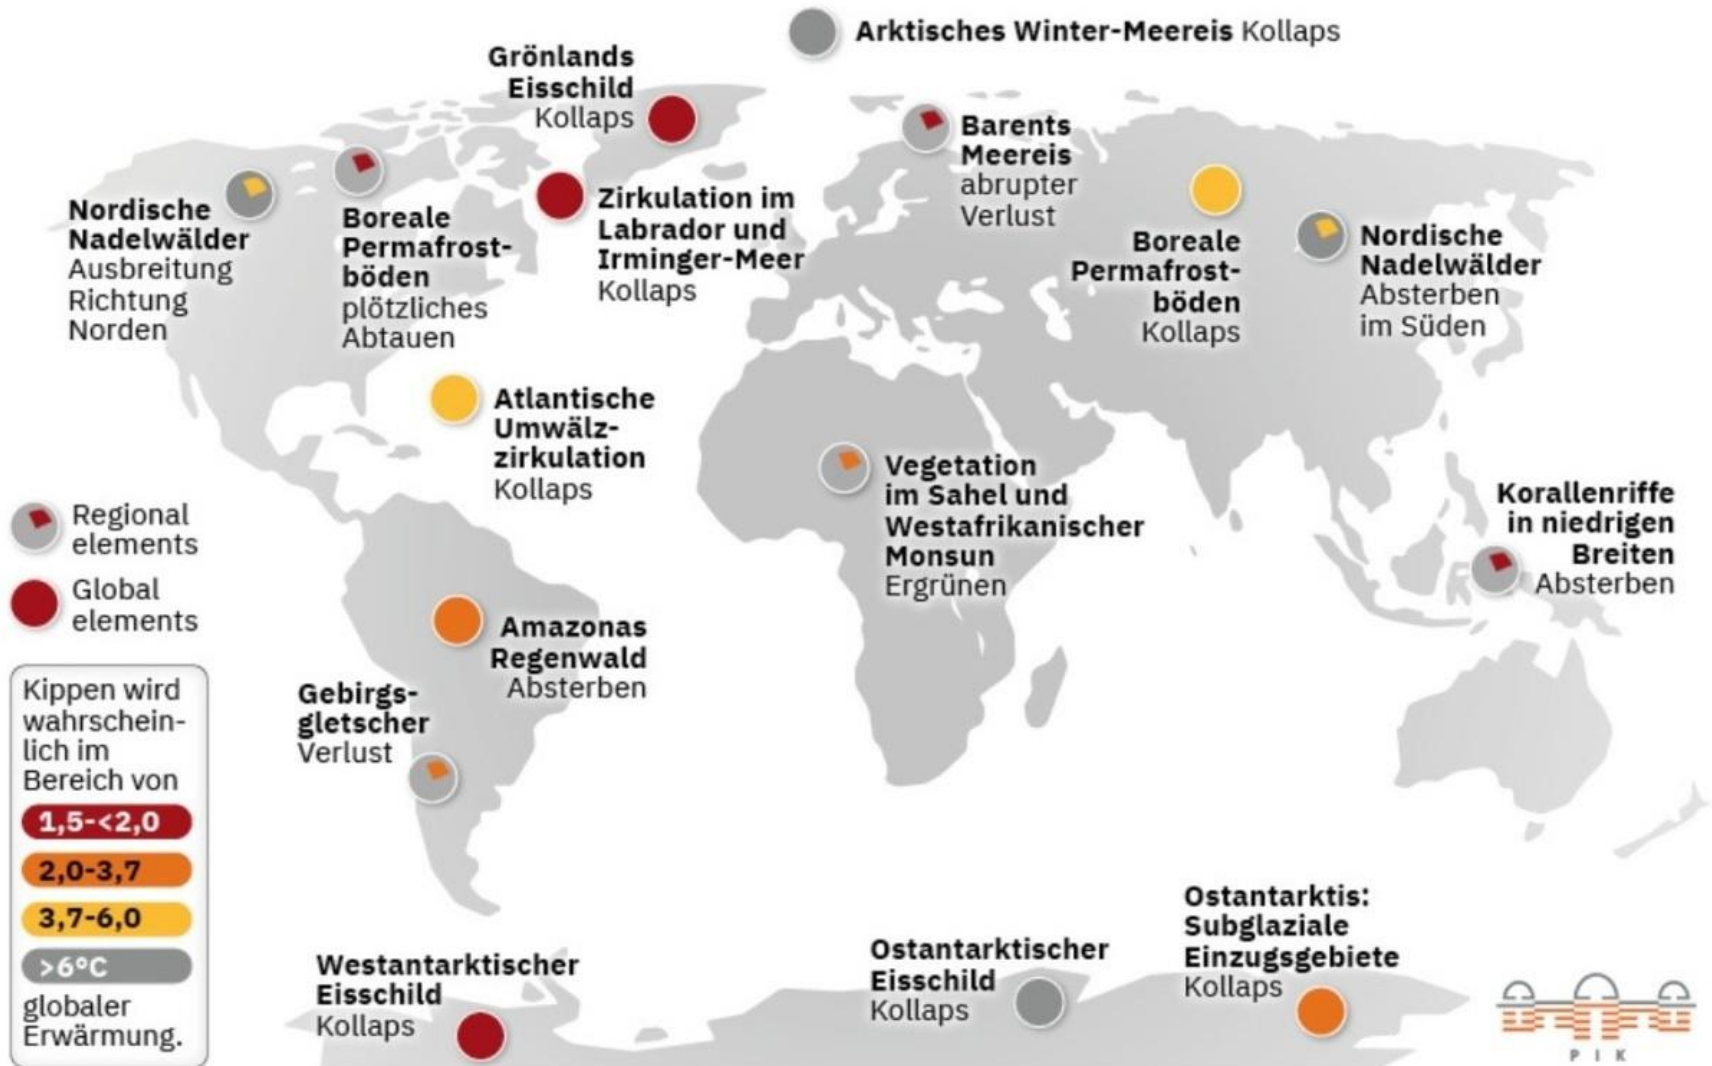 Arktisches Winter-Meereis Kollaps
Grönlands
Eisschild
Kollaps
Barents
Meereis
abrupter
Verlust
Nordische
Nadelwälder
Ausbreitung
Richtung
Norden
Boreale
Permafrost-
böden
plötzliches
Abtauen
Zirkulation im
Labrador und
Irminger-Meer
Kollaps
Boreale
Permafrost-
böden
Kollaps
Nordische
Nadelwälder
Absterben
im Süden
Atlantische
Umwälz-
zirkulation
Kollaps
Vegetation
im Sahel und
Westafrikanischer
Monsun
Ergrünen
Korallenriffe
in niedrigen
Breiten
Absterben
Regional
elements
Global
elements
Amazonas
Regenwald
Absterben
Gebirgs-
gletscher
Verlust
Kippen wird
wahrschein-
lich im
Bereich von
1,5-<2,0
2,0-3,7
3,7-6,0
>6°C
globaler
Erwärmung.
Westantarktischer
Eisschild
Kollaps
Ostantarktischer
Eisschild
Kollaps
Ostantarktis:
Subglaziale
Einzugsgebiete
Kollaps
PIK